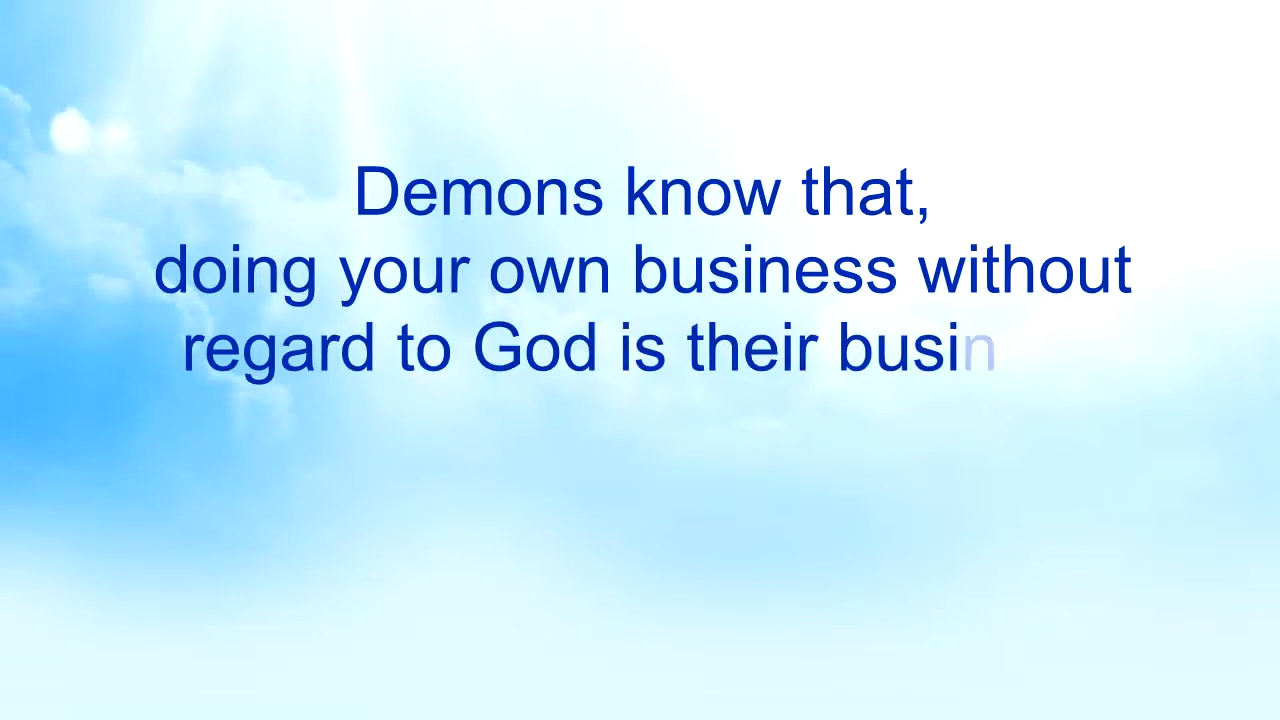 Demons know that,
doing your own business without
regard to God is their busin